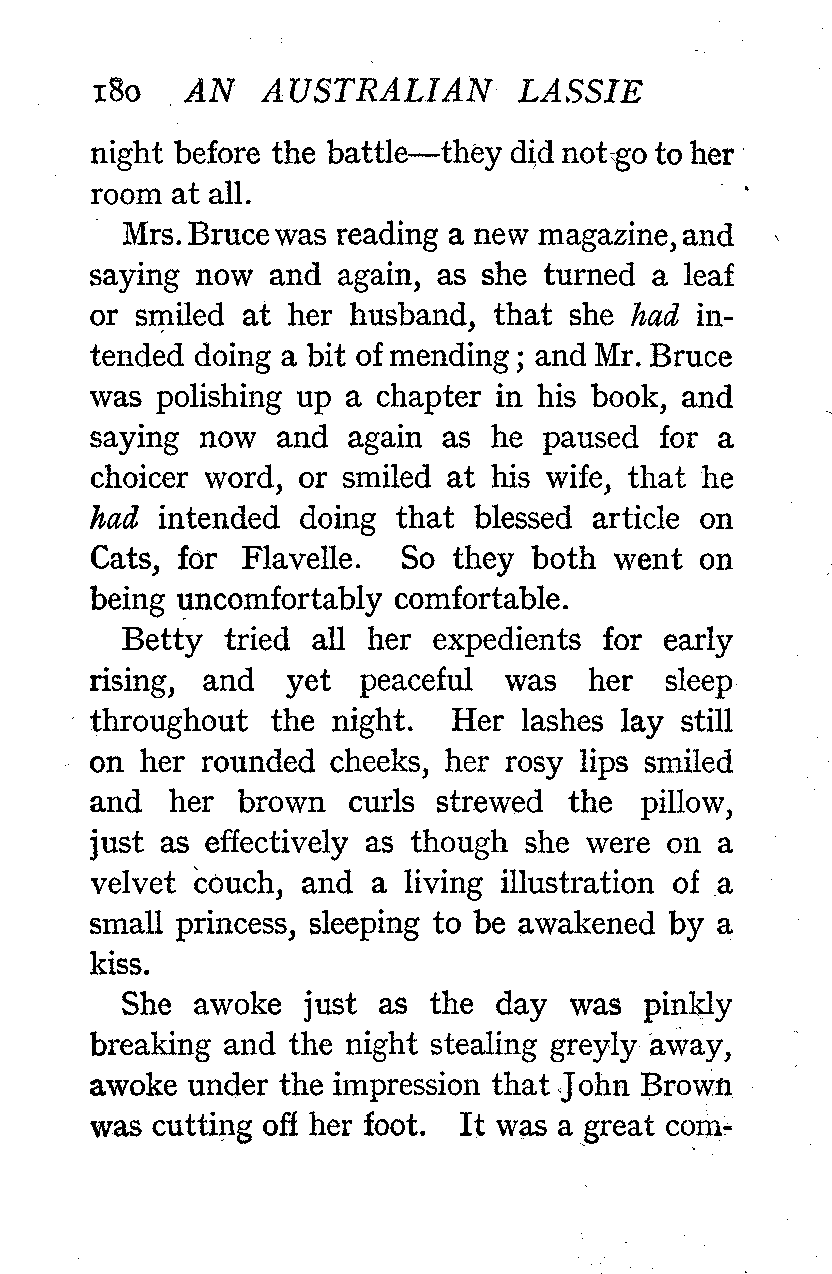 180 AN AUSTRALIAN LASSIE
night before the battle—they did not go to her
room at all.
Mrs. Bruce was reading a new magazine, and
saying now and again, as she turned a leaf
or smiled at her husband, that she had in-
tended doing a bit of mending; and Mr. Bruce
was polishing up a chapter in his book, and
saying now and again as he paused for a
choicer word, or smiled at his wife, that he
had intended doing that blessed article on
Cats, for Flavelle. So they both went on
being uncomfortably comfortable.
Betty tried all her expedients for early
rising, and yet peaceful was her sleep
throughout the night. Her lashes lay still
on her rounded cheeks, her rosy lips smiled
and her brown curls strewed the pillow,
just as effectively as though she were on a
velvet couch, and a living illustration of a
small princess, sleeping to be awakened by a
kiss.
She awoke just as the day was pinkly
breaking and the night stealing greyly away,
awoke under the impression that John Brown
was cutting off her foot. It was a great com-